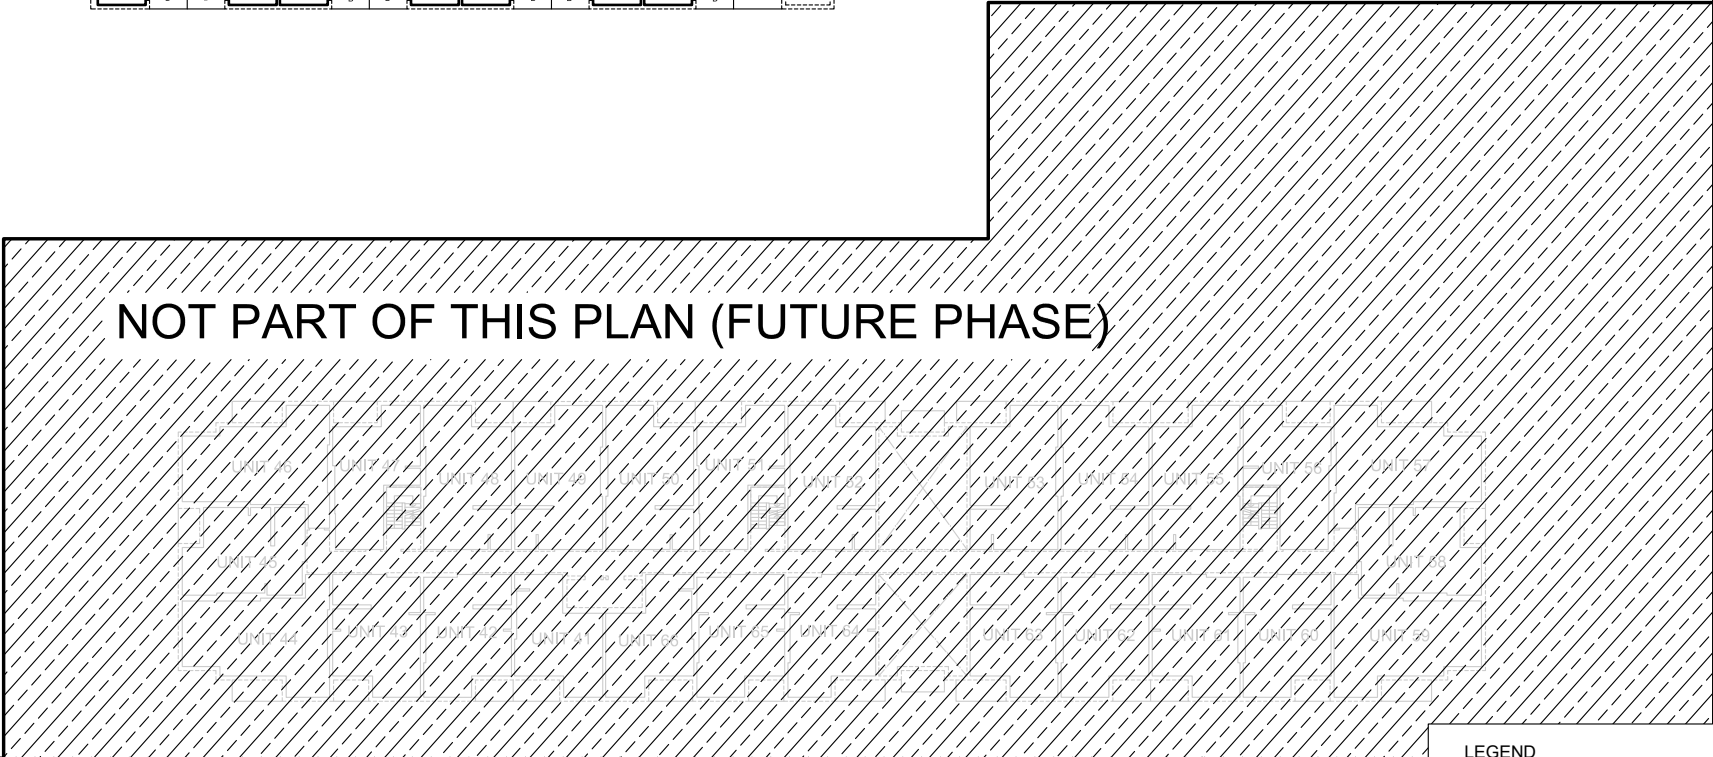 NOT PART OF THIS PLAN (FUTURE PHASE)
UNIT 46
UNIT 47
UNIT 48
UNIT 49
UNIT 50
UNIT 51
UNIT 52
UNIT 53
UNIT 54
UNIT 55
UNIT 56
UNIT 57
UNIT 45
UNIT 58
UNIT 44
UNIT 43
UNIT 42
UNIT 41
UNIT 66
UNIT 65
UNIT 64
UNIT 63
UNIT 62
UNIT 61
UNIT 60
UNIT 59
LEGEND